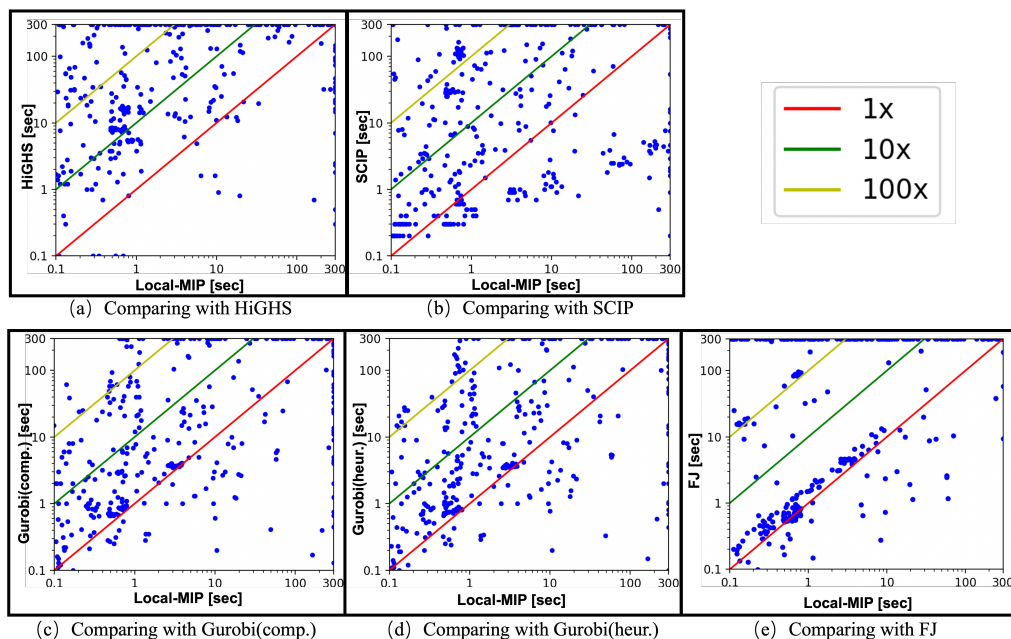 300
100
10
1
0.1
HiGHS [sec]
0.1
1
10
100
300
Local-MIP [sec]
(a) Comparing with HiGHS
300
100
10
1
0.1
SCIP [sec]
0.1
1
10
100
300
Local-MIP [sec]
(b) Comparing with SCIP
1x
10x
100x
300
100
10
1
0.1
Gurobi(comp.) [sec]
0.1
1
10
100
300
Local-MIP [sec]
(c) Comparing with Gurobi(comp.)
300
100
10
1
0.1
Gurobi(heur.) [sec]
0.1
1
10
100
300
Local-MIP [sec]
(d) Comparing with Gurobi(heur.)
300
100
10
1
0.1
FJ [sec]
0.1
1
10
100
300
Local-MIP [sec]
(e) Comparing with FJ